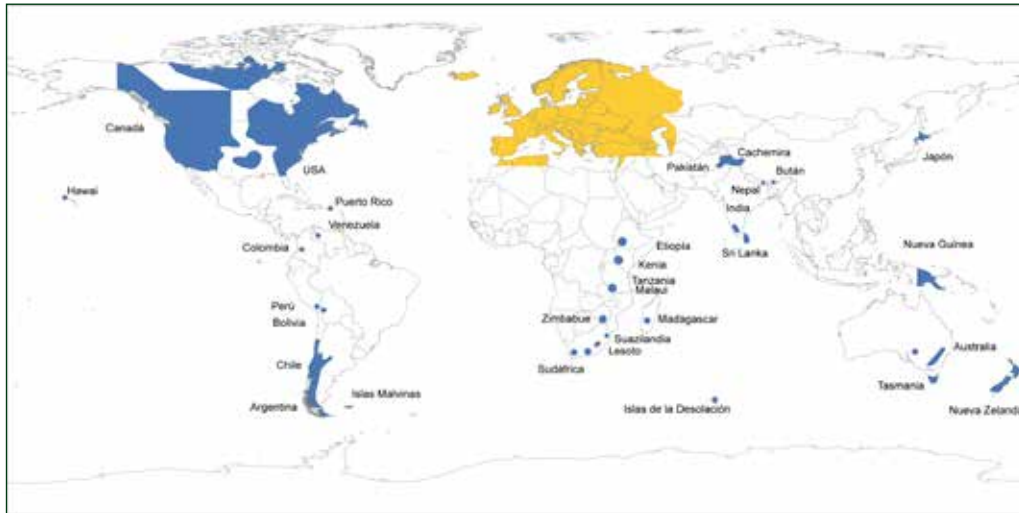 Canadá
USA
Hawai
Puerto Rico
Venezuela
Colombia
Perú
Bolivia
Chile
Argentina
Islas Malvinas
Etiopía
Kenia
Tanzania
Malaui
Zimbabue
Madagascar
Suazilandia
Lesoto
Sudáfrica
Islas de la Desolación
Pakistán
Cachemira
Nepal
Bután
India
Sri Lanka
Japón
Nueva Guinea
Australia
Tasmania
Nueva Zelanda